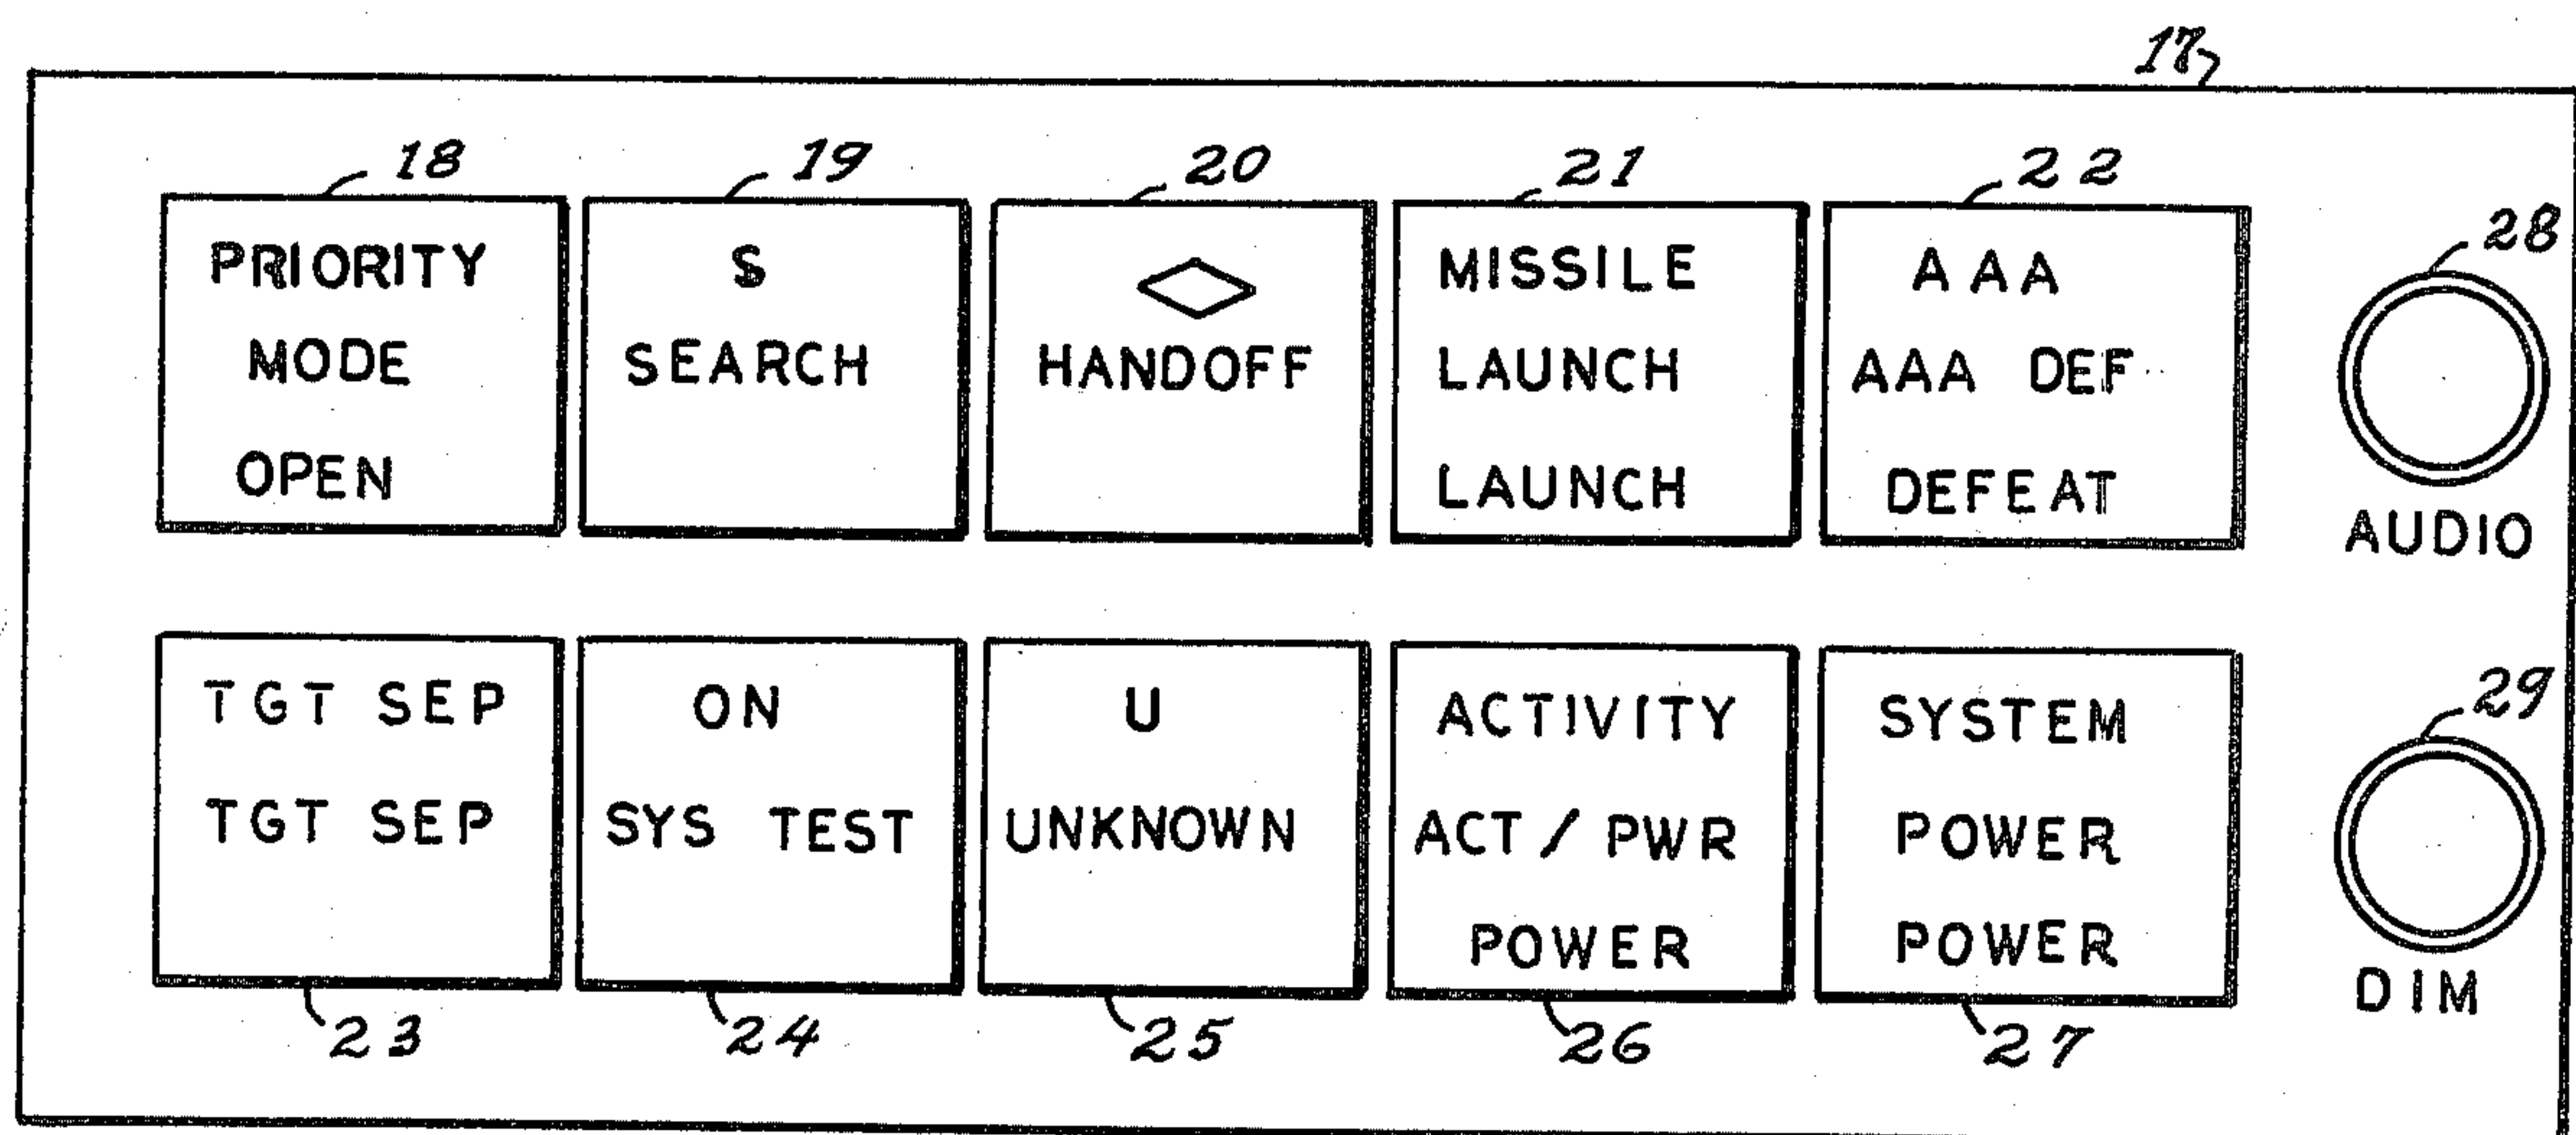 17
18 19 20 21 22
PRIORITY
MODE
OPEN
S
SEARCH
HANDOFF
MISSILE
LAUNCH
LAUNCH
AAA
AAA DEF
DEFEAT
28
AUDIO
TGT SEP
TGT SEP
ON
SYS TEST
U
UNKNOWN
ACTIVITY
ACT / PWR
POWER
SYSTEM
POWER
POWER
29
DIM
23 24 25 26 27